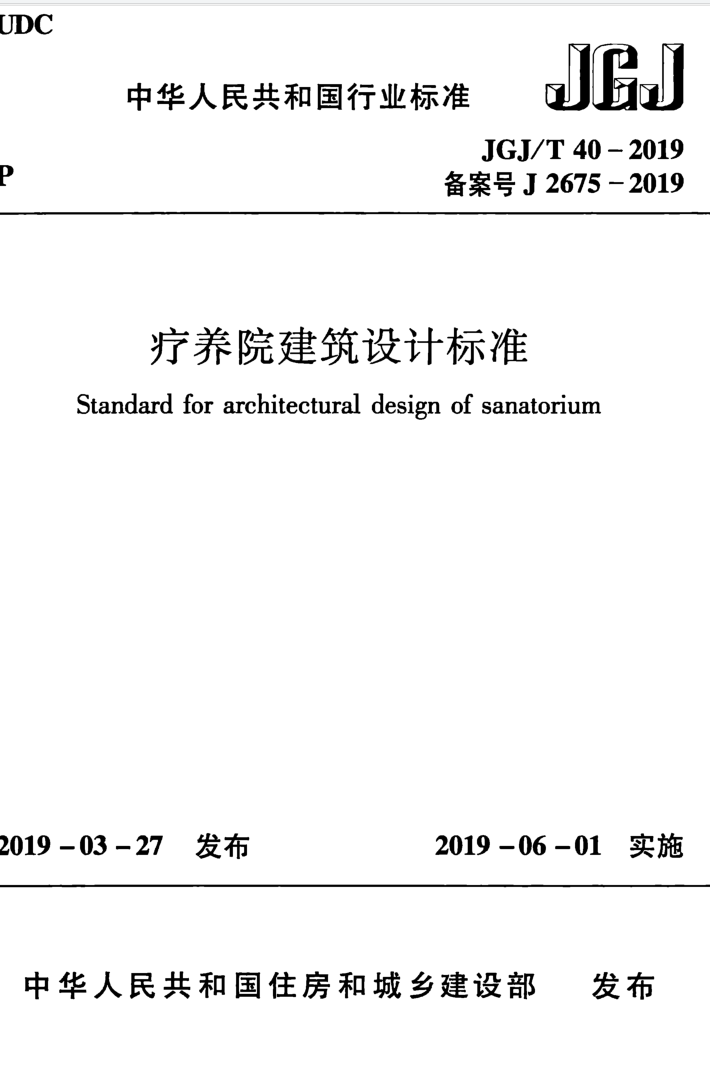 UDC
JGJ
中华人民共和国行业标准
JGJ/T 40－2019
P
备案号 J 2675－2019
疗养院建筑设计标准
Standard for architectural design of sanatorium
2019－03－27 发布 2019－06－01 实施
中华人民共和国住房和城乡建设部 发布